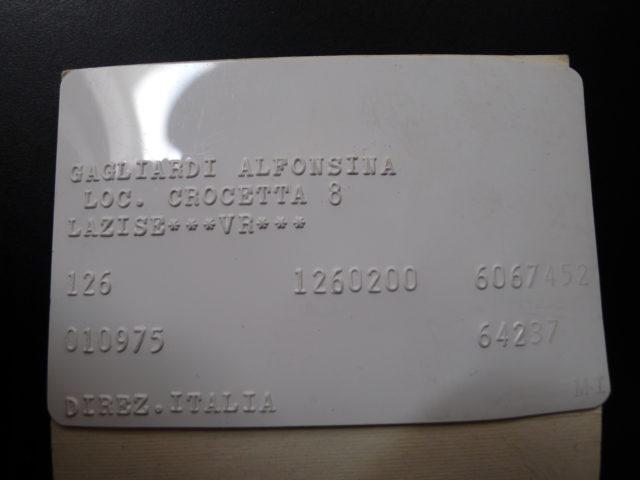 GAGLIARDI ALFONSINA
LOC. CROCETTA 8
LAZISE***VR***
126 1260200 6067452
010975 64237
DIREZ.ITALIA